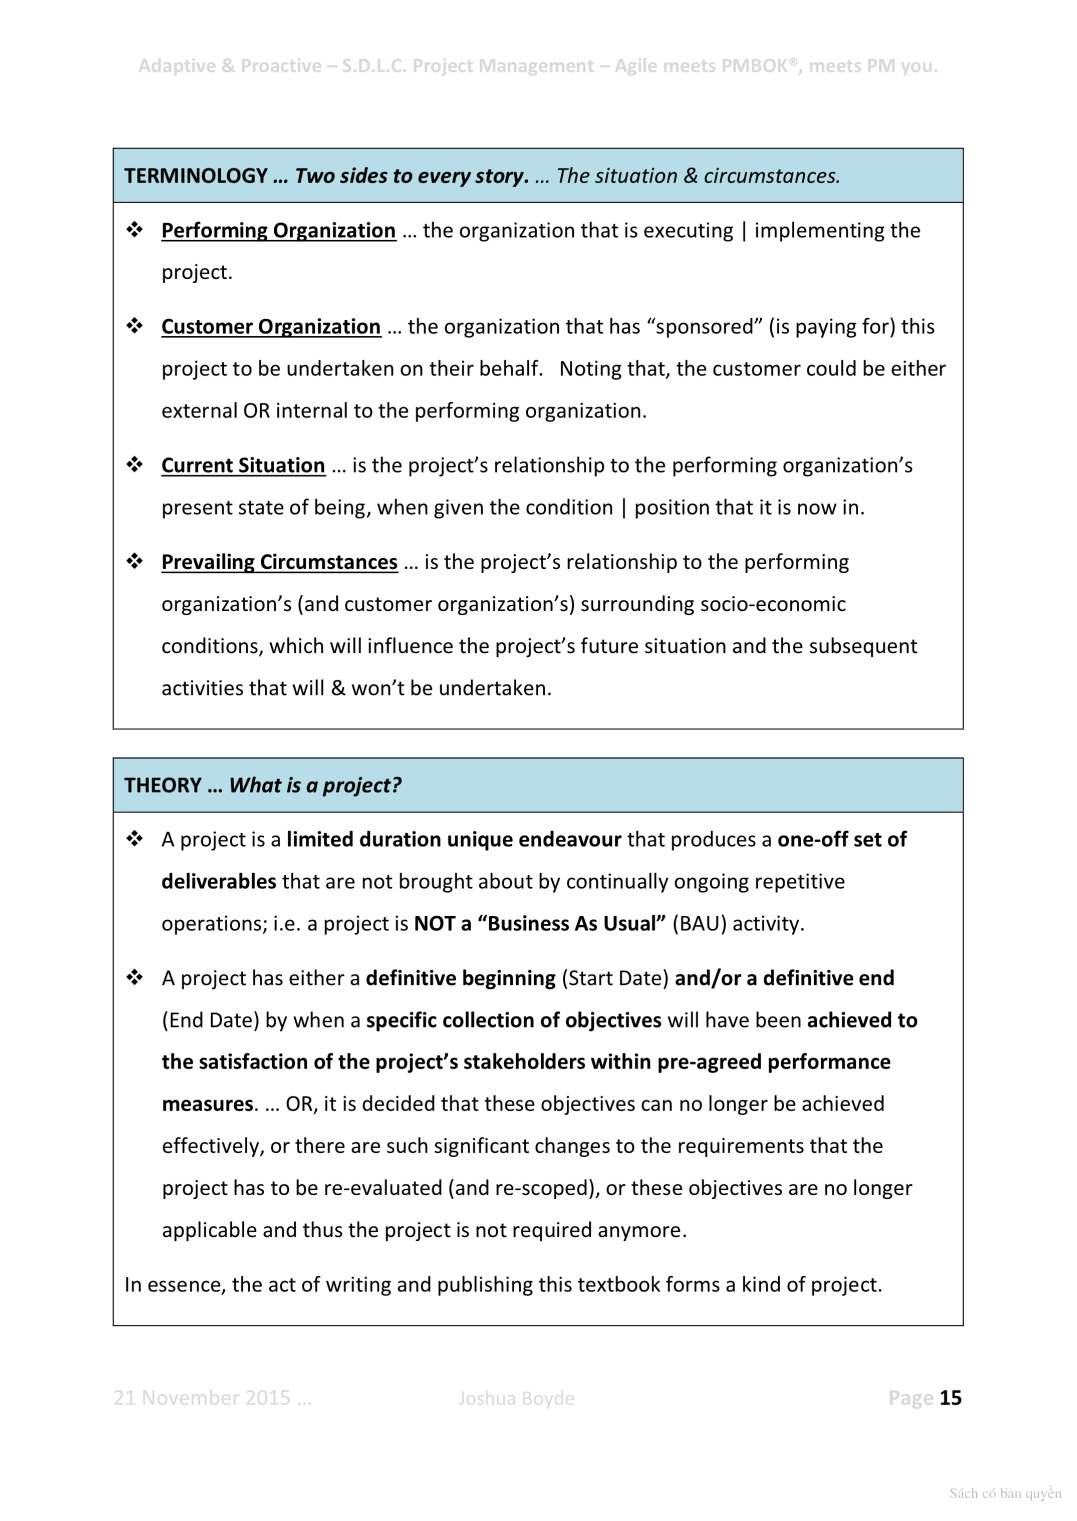 Adaptive & Proactive – S.D.L.C. Project Management – Agile meets PMBOK®, meets PM you.
TERMINOLOGY … Two sides to every story. … The situation & circumstances.
❖ Performing Organization … the organization that is executing | implementing the
project.
❖ Customer Organization … the organization that has “sponsored” (is paying for) this
project to be undertaken on their behalf.   Noting that, the customer could be either
external OR internal to the performing organization.
❖ Current Situation … is the project’s relationship to the performing organization’s
present state of being, when given the condition | position that it is now in.
❖ Prevailing Circumstances … is the project’s relationship to the performing
organization’s (and customer organization’s) surrounding socio-economic
conditions, which will influence the project’s future situation and the subsequent
activities that will & won’t be undertaken.
THEORY … What is a project?
❖ A project is a limited duration unique endeavour that produces a one-off set of
deliverables that are not brought about by continually ongoing repetitive
operations; i.e. a project is NOT a “Business As Usual” (BAU) activity.
❖ A project has either a definitive beginning (Start Date) and/or a definitive end
(End Date) by when a specific collection of objectives will have been achieved to
the satisfaction of the project’s stakeholders within pre-agreed performance
measures. … OR, it is decided that these objectives can no longer be achieved
effectively, or there are such significant changes to the requirements that the
project has to be re-evaluated (and re-scoped), or these objectives are no longer
applicable and thus the project is not required anymore.
In essence, the act of writing and publishing this textbook forms a kind of project.
21 November 2015 … Joshua Boyde Page 15
Sách có bản quyền